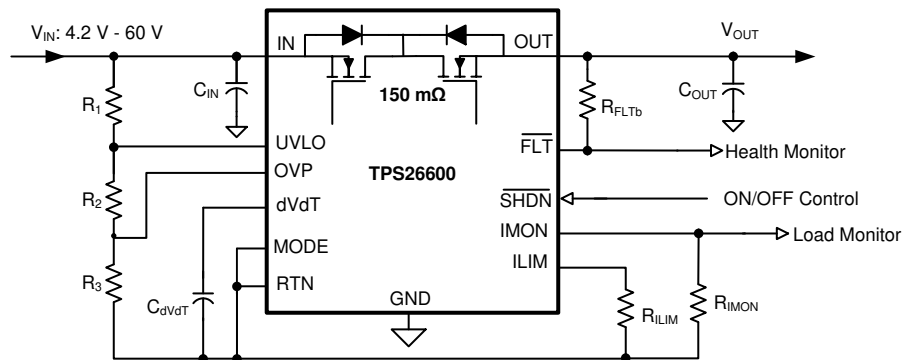 V_IN: 4.2 V - 60 V
IN
OUT
V_OUT
C_IN
150 mΩ
R_FLTb
C_OUT
R_1
UVLO
FLT
Health Monitor
OVP
TPS26600
R_2
dVdT
SHDN
ON/OFF Control
IMON
Load Monitor
MODE
ILIM
R_3
RTN
C_dVdT
GND
R_ILIM
R_IMON